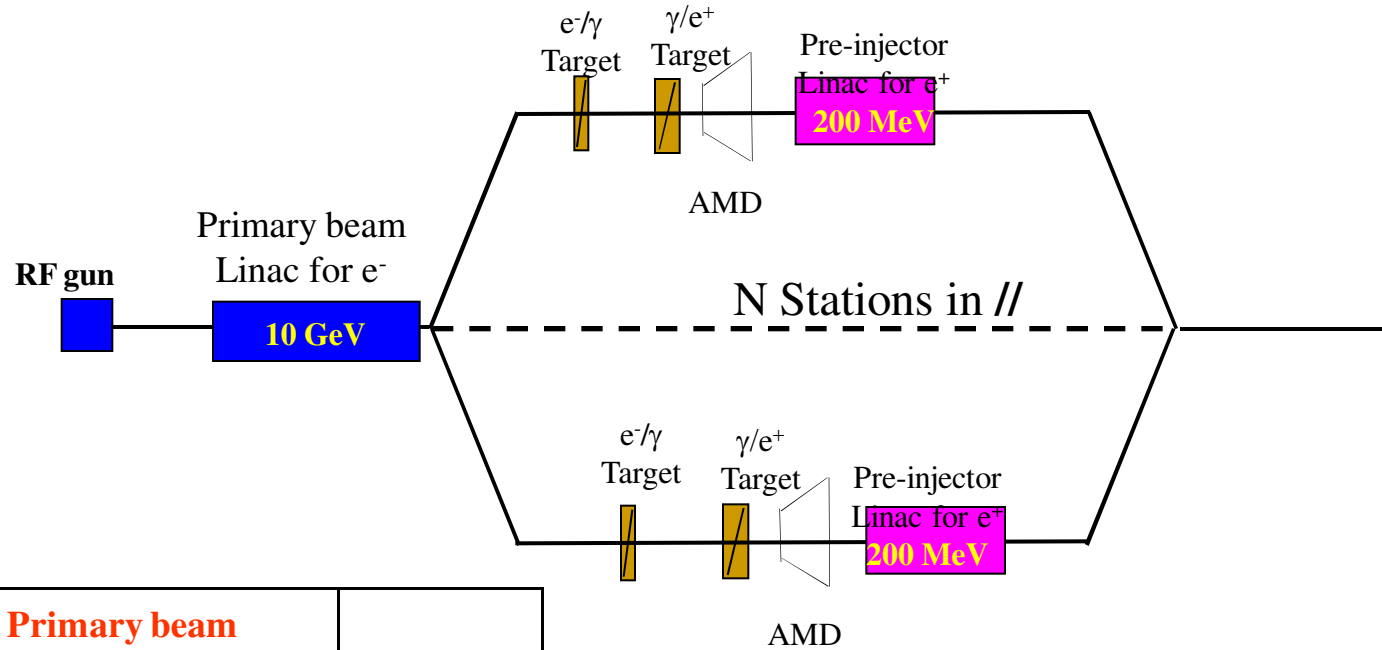 e⁻/γ
Target
γ/e⁺
Target
Pre-injector
Linac for e⁺
200 MeV
AMD
Primary beam
Linac for e⁻
RF gun
10 GeV
N Stations in //
e⁻/γ
Target
γ/e⁺
Target
Pre-injector
Linac for e⁺
200 MeV
AMD
Primary beam